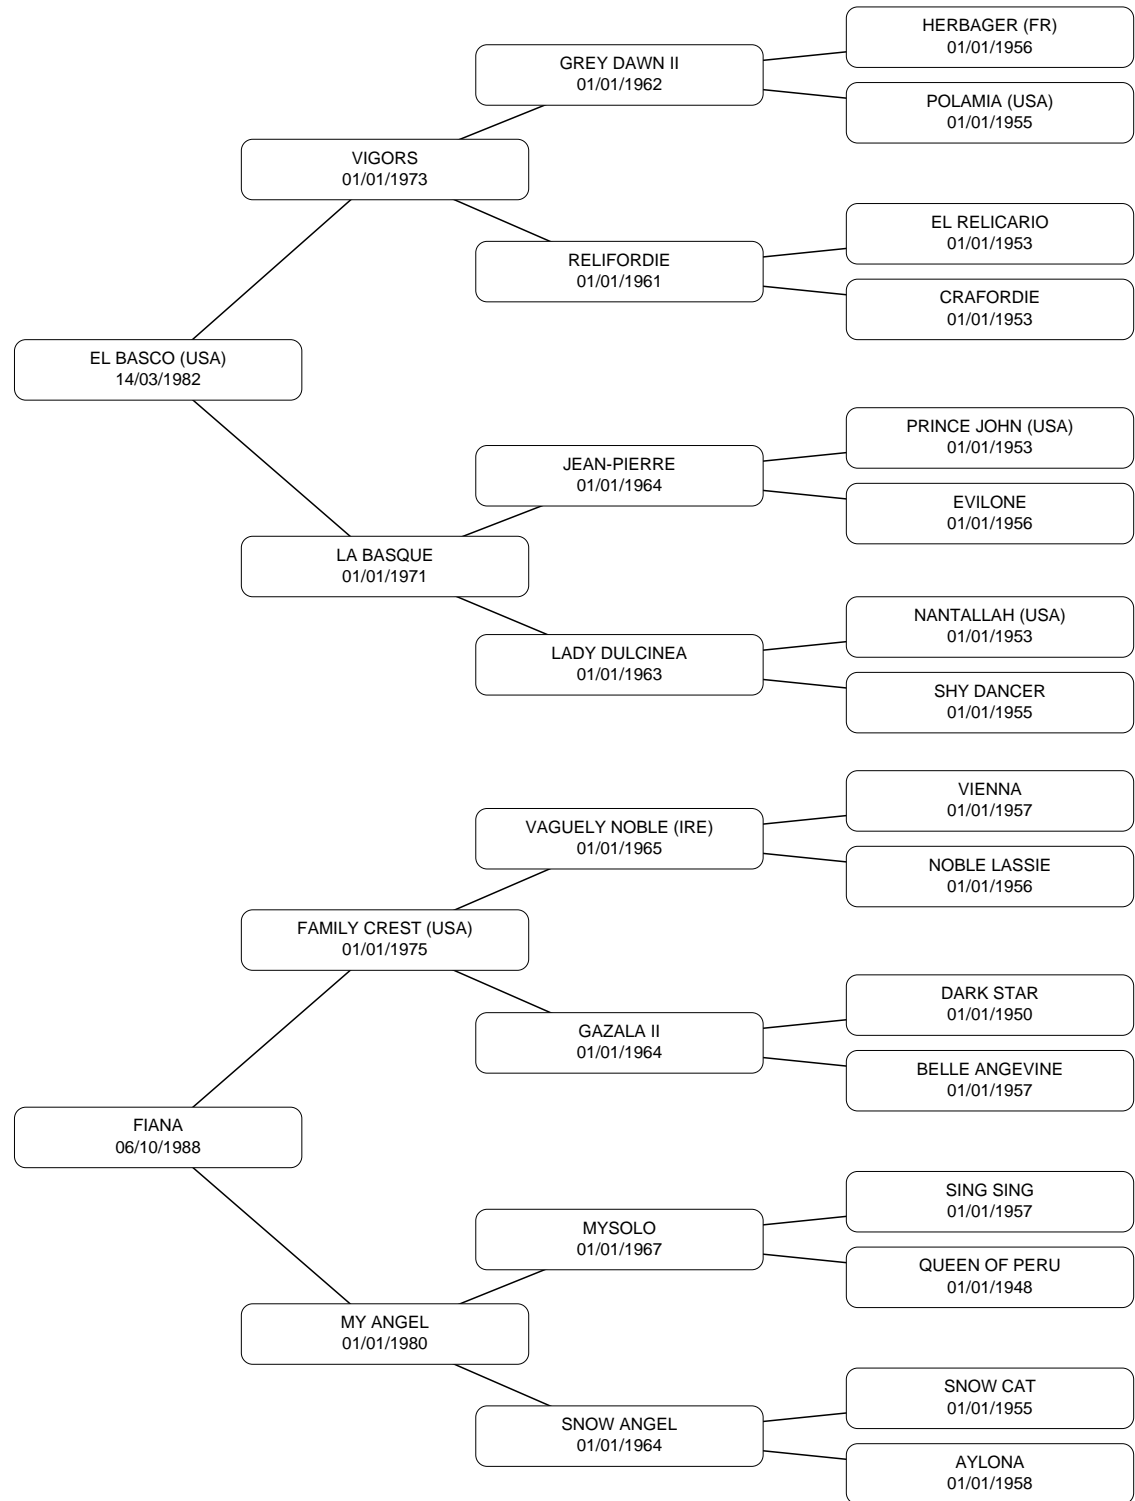 HERBAGER (FR)
01/01/1956
GREY DAWN II
01/01/1962
POLAMIA (USA)
01/01/1955
VIGORS
01/01/1973
EL RELICARIO
01/01/1953
RELIFORDIE
01/01/1961
CRAFORDIE
01/01/1953
EL BASCO (USA)
14/03/1982
PRINCE JOHN (USA)
01/01/1953
JEAN-PIERRE
01/01/1964
EVILONE
01/01/1956
LA BASQUE
01/01/1971
NANTALLAH (USA)
01/01/1953
LADY DULCINEA
01/01/1963
SHY DANCER
01/01/1955
VIENNA
01/01/1957
VAGUELY NOBLE (IRE)
01/01/1965
NOBLE LASSIE
01/01/1956
FAMILY CREST (USA)
01/01/1975
DARK STAR
01/01/1950
GAZALA II
01/01/1964
BELLE ANGEVINE
01/01/1957
FIANA
06/10/1988
SING SING
01/01/1957
MYSOLO
01/01/1967
QUEEN OF PERU
01/01/1948
MY ANGEL
01/01/1980
SNOW CAT
01/01/1955
SNOW ANGEL
01/01/1964
AYLONA
01/01/1958